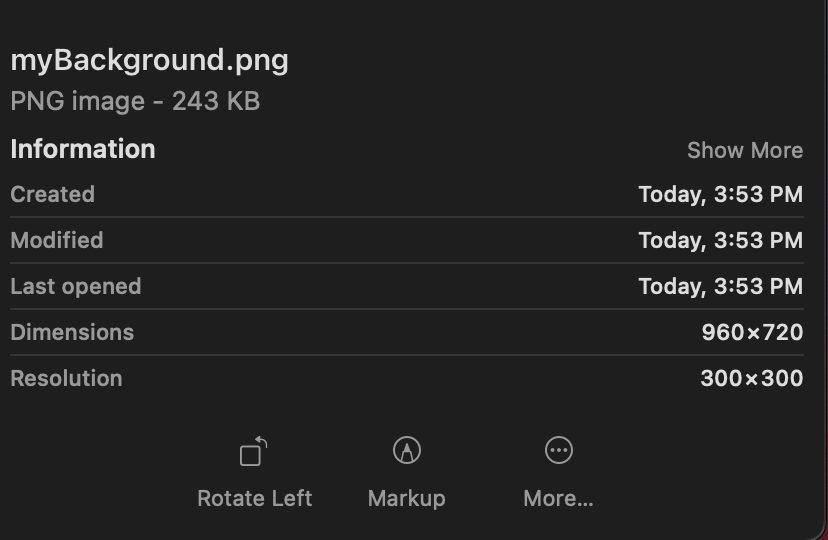 myBackground.png
PNG image - 243 KB
Information Show More
Created Today, 3:53 PM
Modified Today, 3:53 PM
Last opened Today, 3:53 PM
Dimensions 960×720
Resolution 300×300
Rotate Left Markup More...